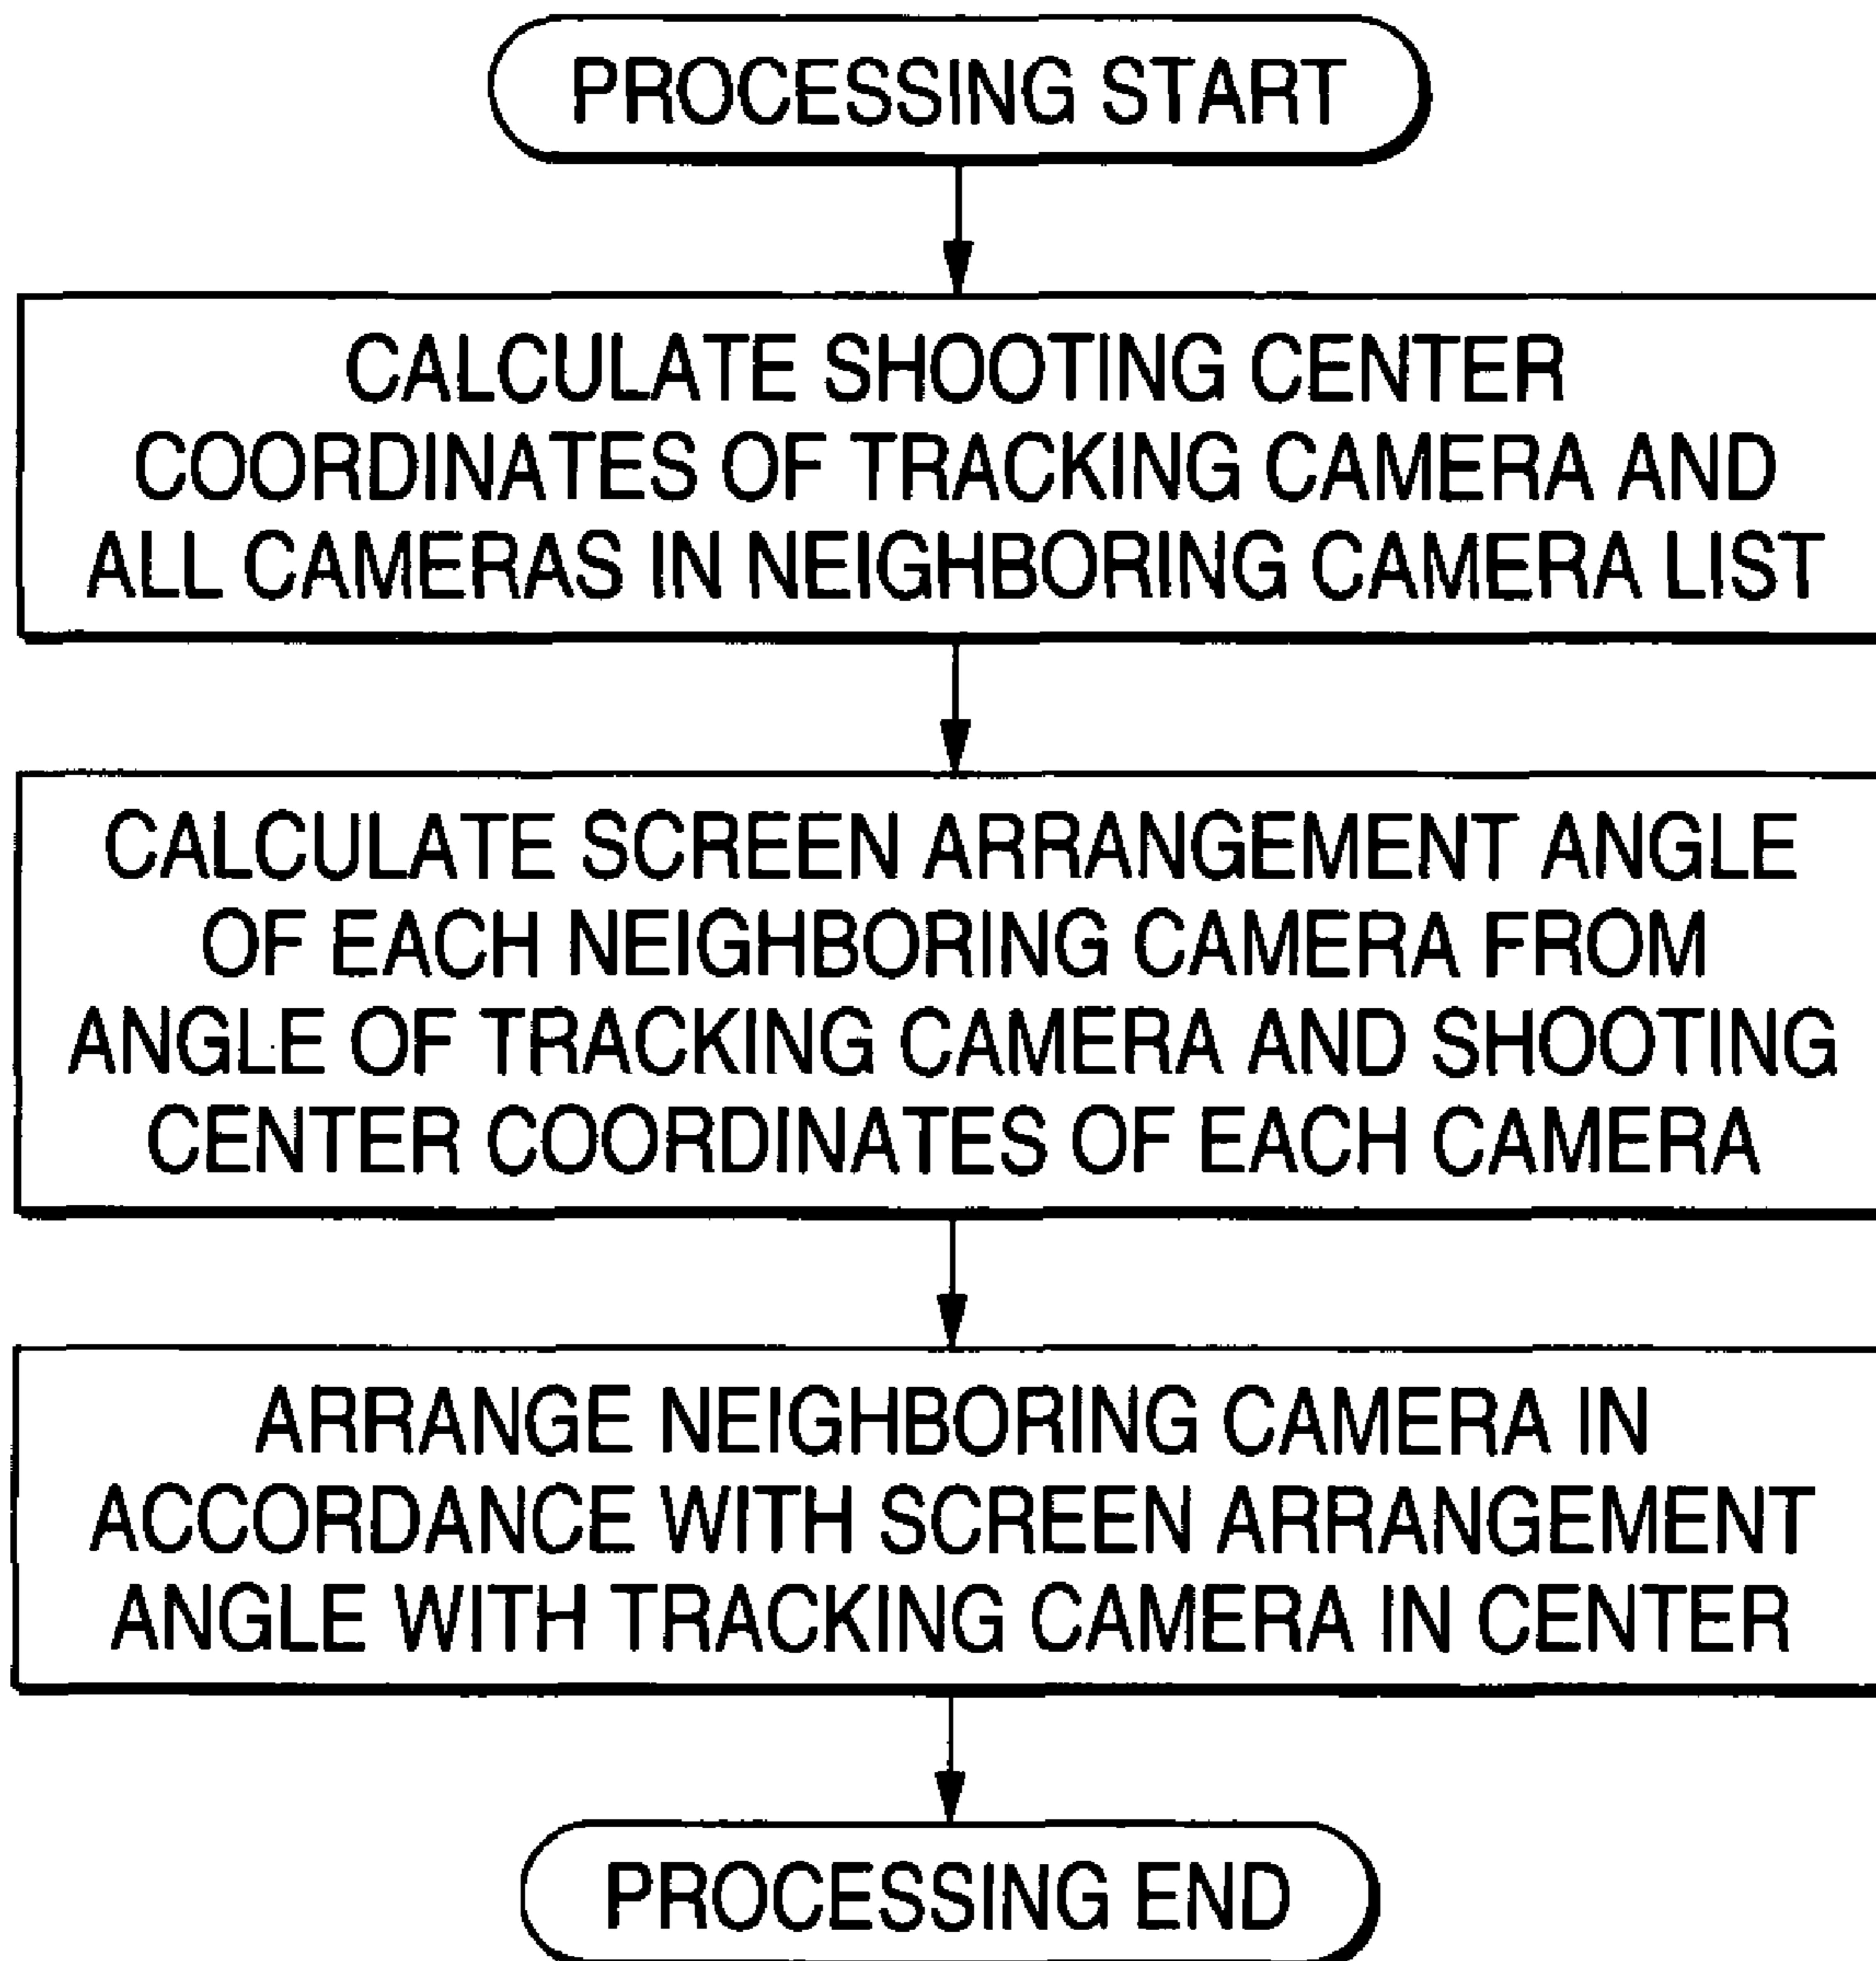 PROCESSING START
CALCULATE SHOOTING CENTER
COORDINATES OF TRACKING CAMERA AND
ALL CAMERAS IN NEIGHBORING CAMERA LIST
CALCULATE SCREEN ARRANGEMENT ANGLE
OF EACH NEIGHBORING CAMERA FROM
ANGLE OF TRACKING CAMERA AND SHOOTING
CENTER COORDINATES OF EACH CAMERA
ARRANGE NEIGHBORING CAMERA IN
ACCORDANCE WITH SCREEN ARRANGEMENT
ANGLE WITH TRACKING CAMERA IN CENTER
PROCESSING END